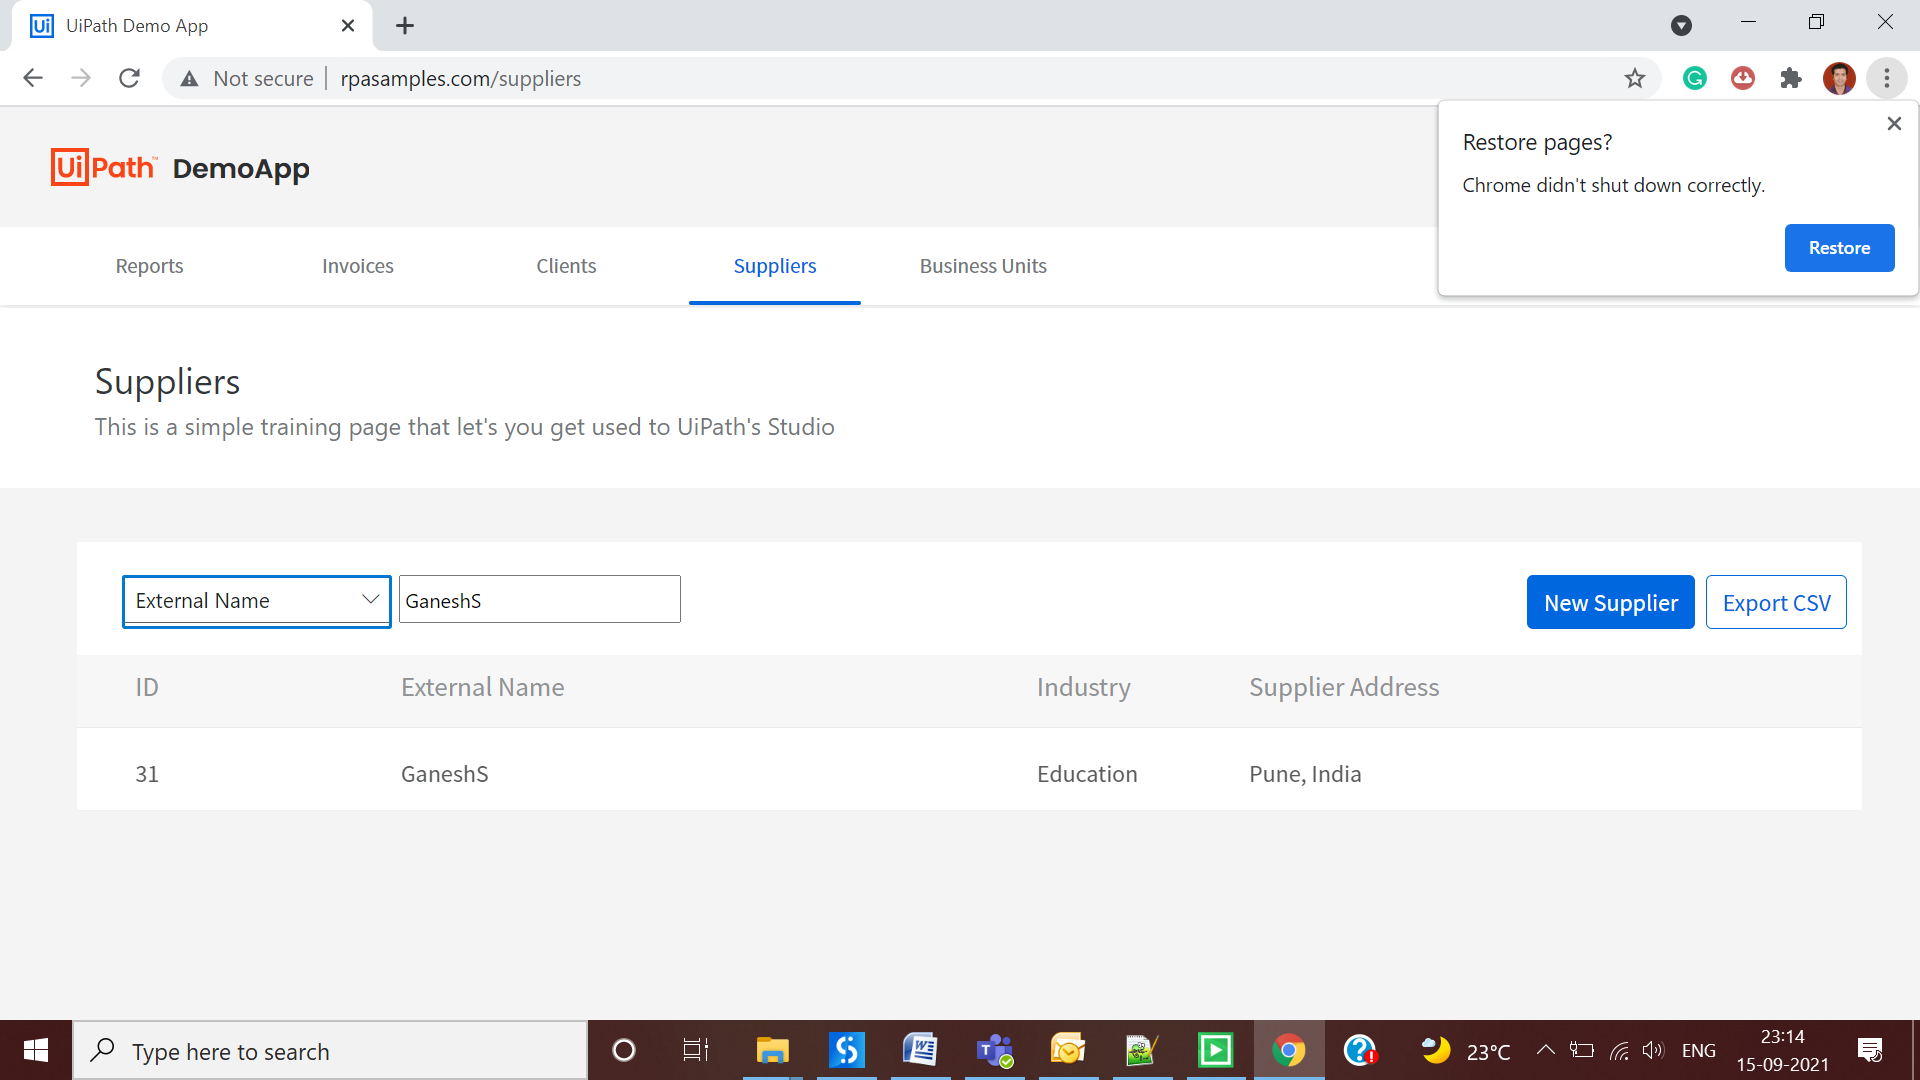 Ui UiPath Demo App
Not secure rpasamples.com/suppliers
Restore pages?
Chrome didn't shut down correctly.
Restore
UiPath™ DemoApp
Reports Invoices Clients Suppliers Business Units
Suppliers
This is a simple training page that let's you get used to UiPath's Studio
External Name GaneshS New Supplier Export CSV
ID External Name Industry Supplier Address
31 GaneshS Education Pune, India
Type here to search
23°C ENG 23:14
15-09-2021